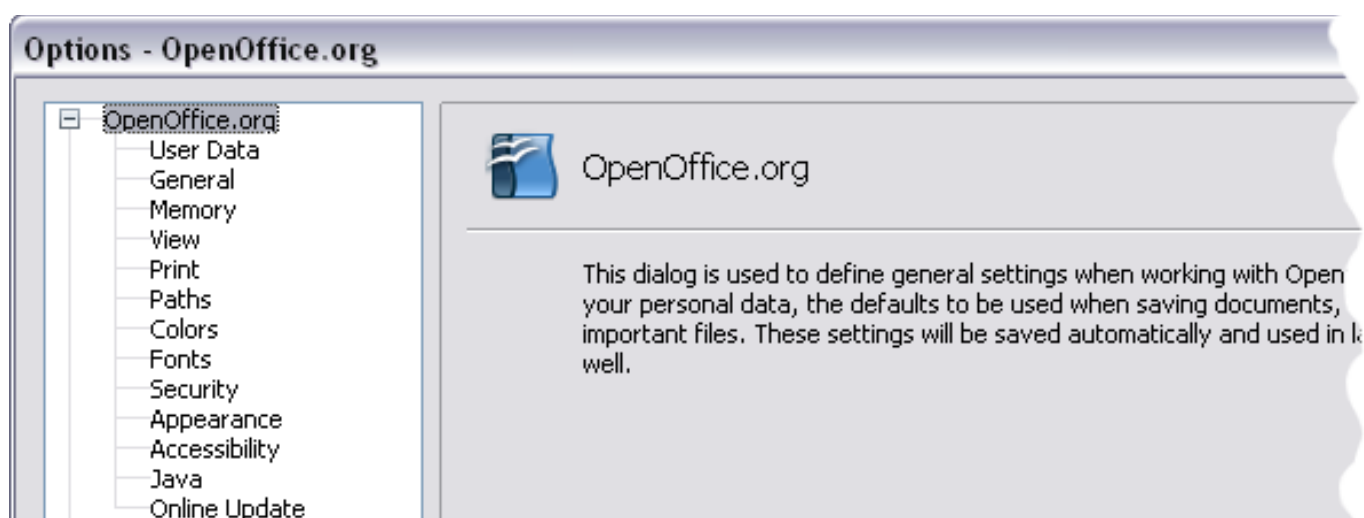 Options - OpenOffice.org
OpenOffice.org
User Data
General
Memory
View
Print
Paths
Colors
Fonts
Security
Appearance
Accessibility
Java
Online Update
OpenOffice.org
This dialog is used to define general settings when working with Open
your personal data, the defaults to be used when saving documents,
important files. These settings will be saved automatically and used in
well.